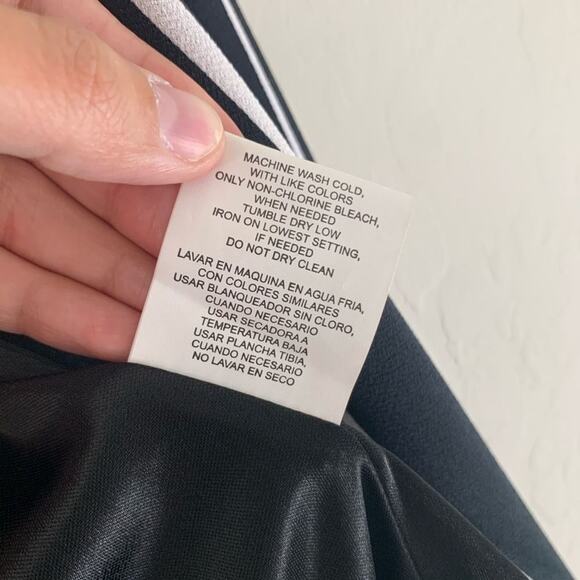 MACHINE WASH COLD,
WITH LIKE COLORS
ONLY NON-CHLORINE BLEACH,
WHEN NEEDED
TUMBLE DRY LOW
IRON ON LOWEST SETTING,
IF NEEDED
DO NOT DRY CLEAN
LAVAR EN MAQUINA EN AGUA FRIA,
CON COLORES SIMILARES
USAR BLANQUEADOR SIN CLORO,
CUANDO NECESARIO
USAR SECADORA A
TEMPERATURA BAJA
USAR PLANCHA TIBIA,
CUANDO NECESARIO
NO LAVAR EN SECO